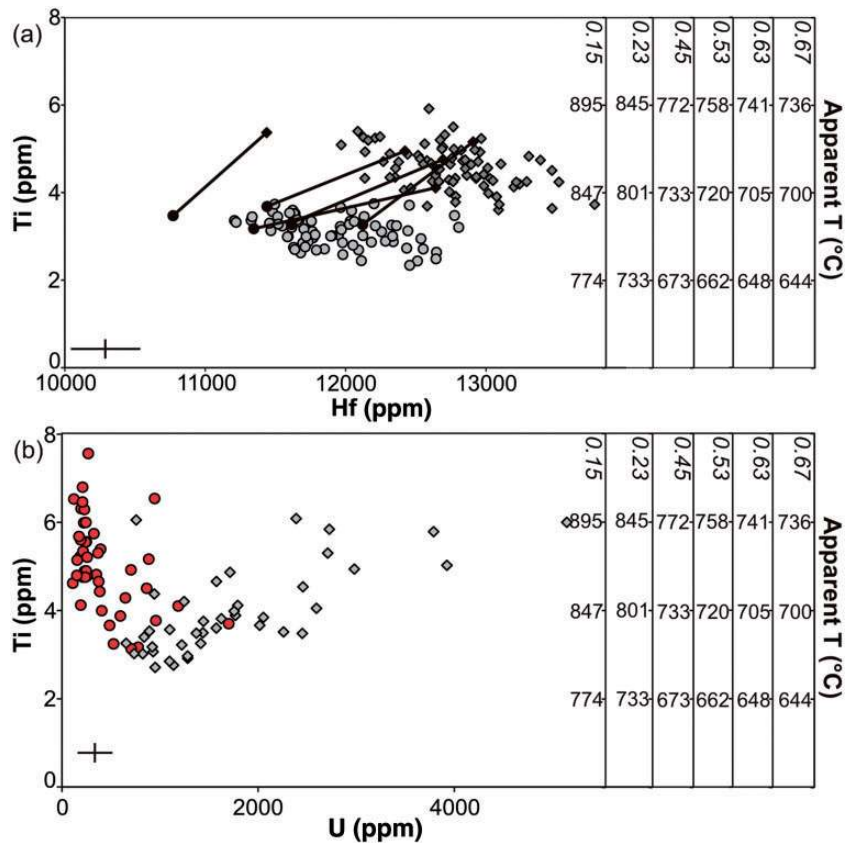 (a)
8
6
4
2
0
Ti (ppm)
10000 11000 12000 13000
Hf (ppm)
0.15 0.23 0.45 0.53 0.63 0.67
895 845 772 758 741 736
847 801 733 720 705 700
774 733 673 662 648 644
Apparent T (°C)
(b)
8
6
4
2
0
Ti (ppm)
0 2000 4000
U (ppm)
0.15 0.23 0.45 0.53 0.63 0.67
895 845 772 758 741 736
847 801 733 720 705 700
774 733 673 662 648 644
Apparent T (°C)